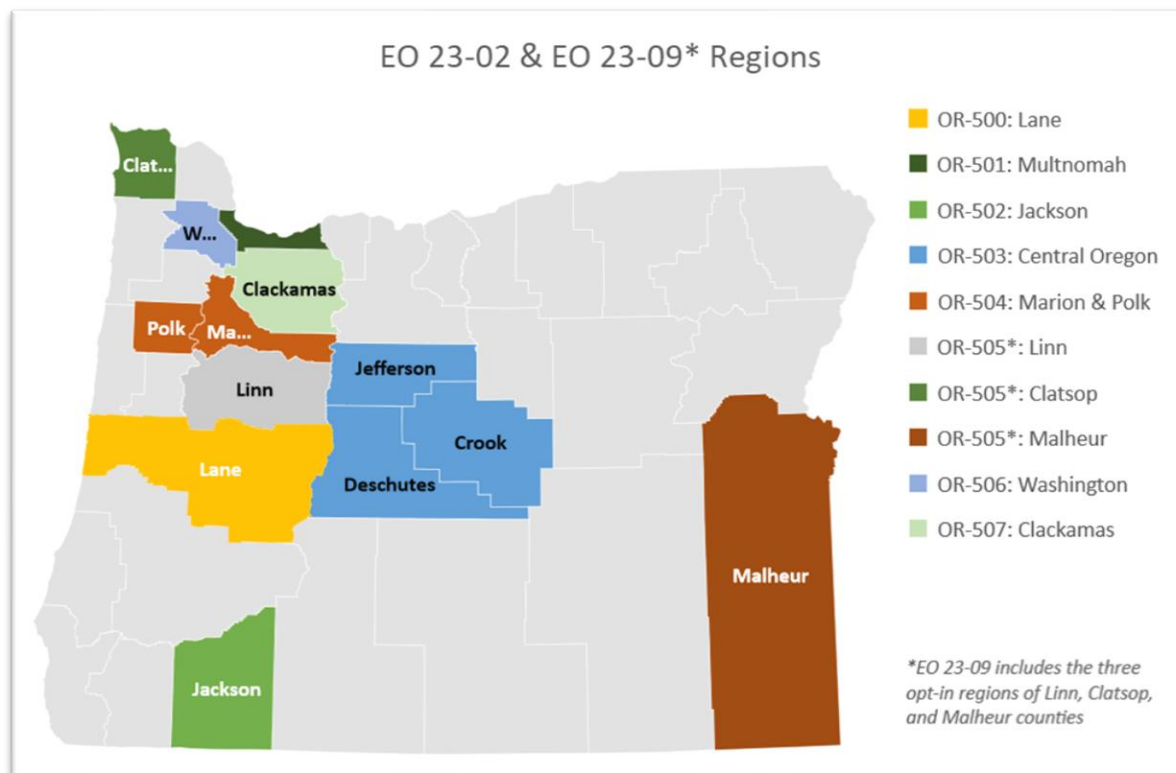 EO 23-02 & EO 23-09* Regions
Clat...
W...
Clackamas
Polk
Ma...
Linn
Jefferson
Crook
Lane
Deschutes
Malheur
Jackson
OR-500: Lane
OR-501: Multnomah
OR-502: Jackson
OR-503: Central Oregon
OR-504: Marion & Polk
OR-505*: Linn
OR-505*: Clatsop
OR-505*: Malheur
OR-506: Washington
OR-507: Clackamas
*EO 23-09 includes the three
opt-in regions of Linn, Clatsop,
and Malheur counties